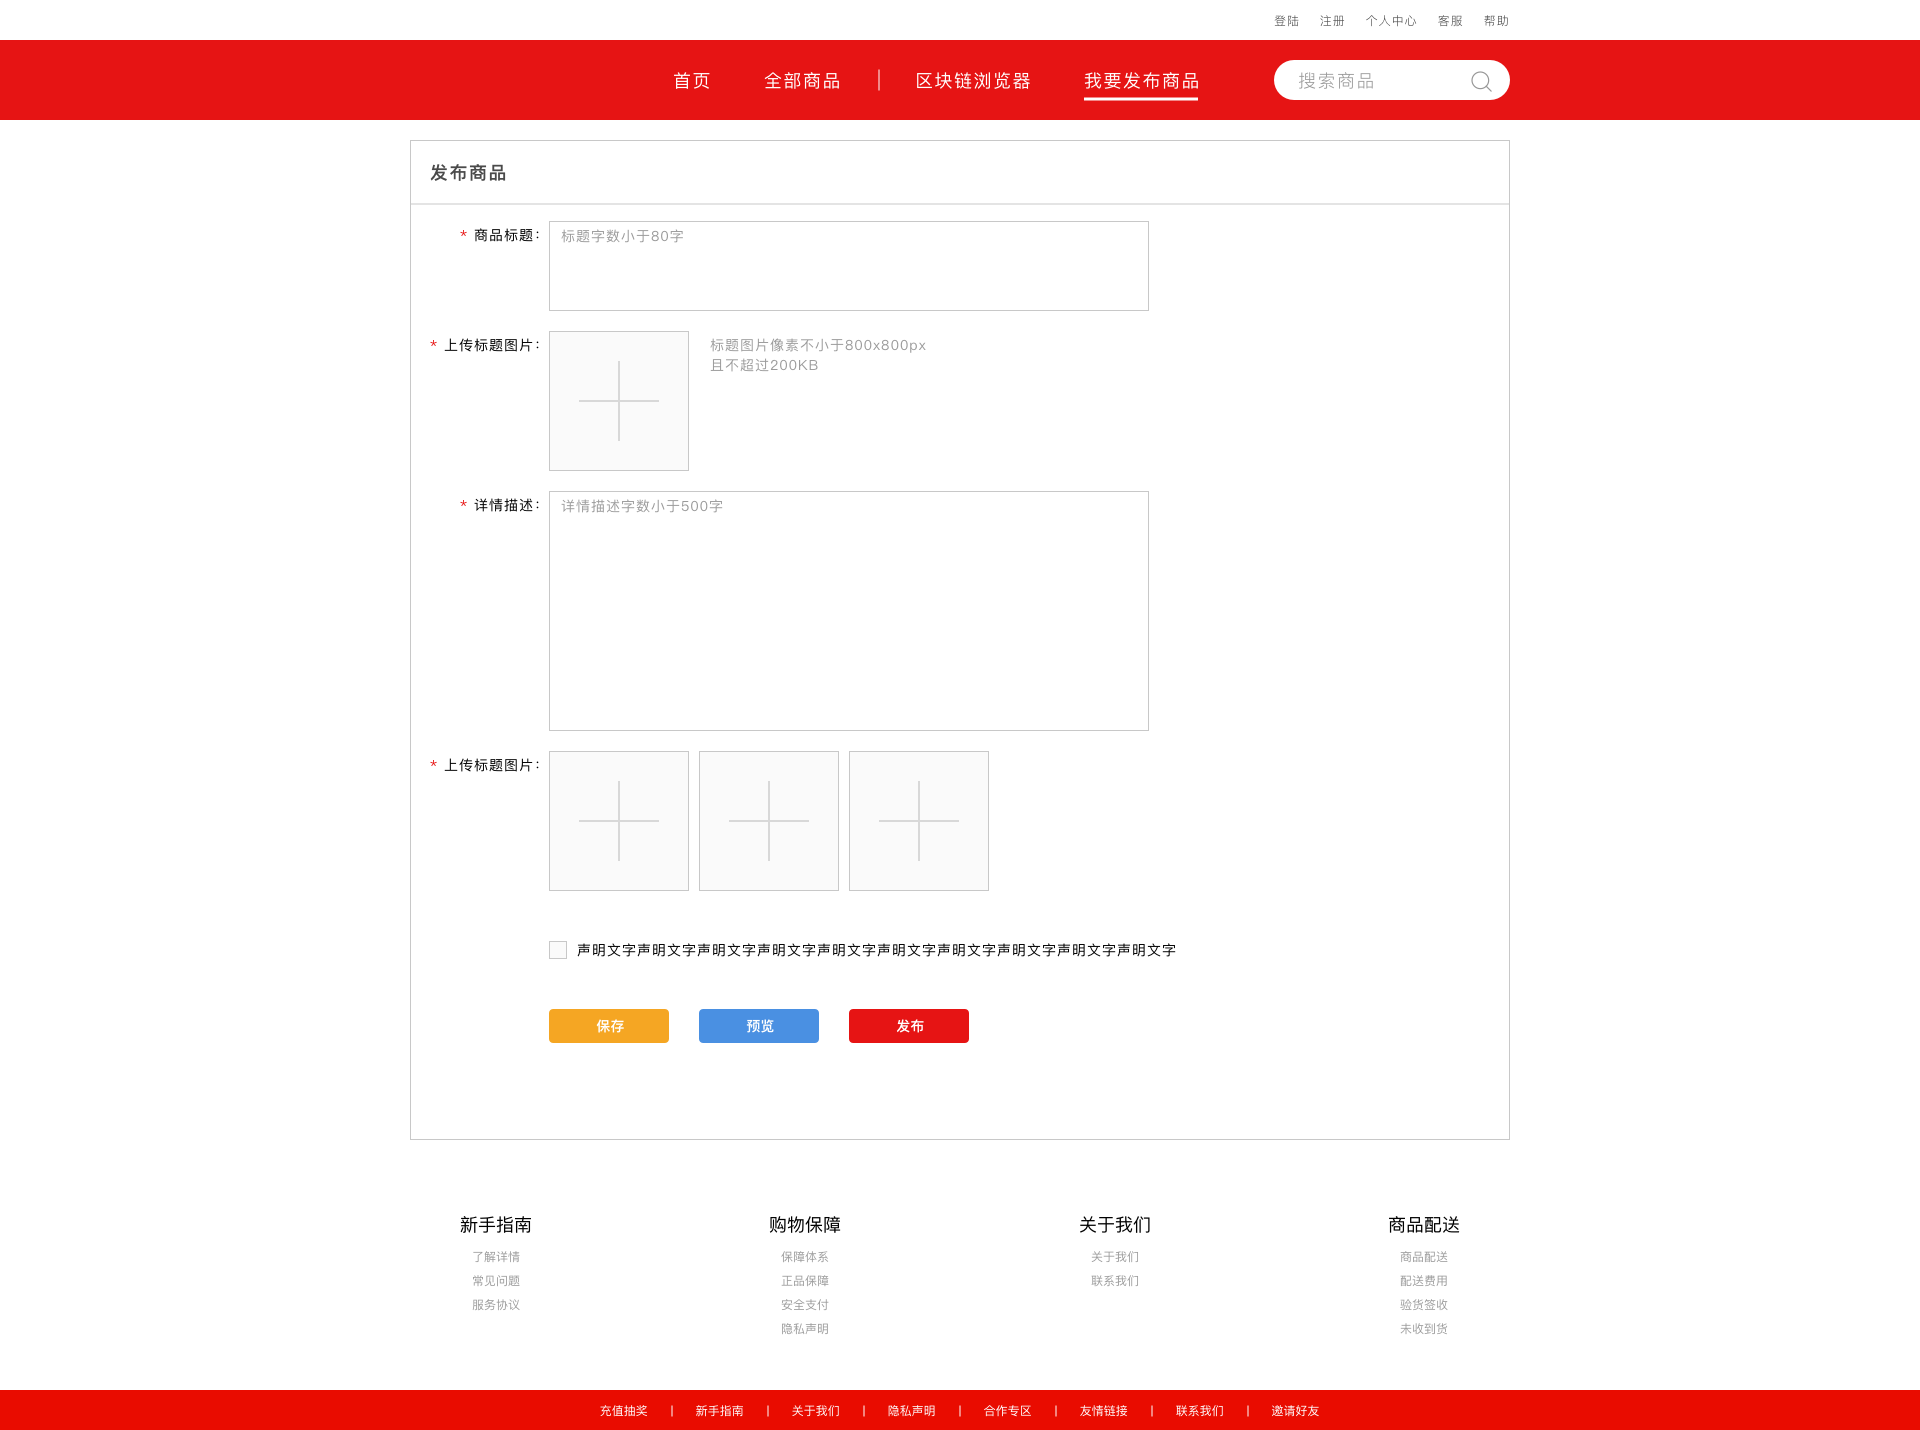 登陆 注册 个人中心 客服 帮助
首页 全部商品 | 区块链浏览器 我要发布商品 搜索商品
发布商品
* 商品标题： 标题字数小于80字
* 上传标题图片： 标题图片像素不小于800x800px
且不超过200KB
* 详情描述： 详情描述字数小于500字
* 上传标题图片：
声明文字声明文字声明文字声明文字声明文字声明文字声明文字声明文字声明文字声明文字
保存 预览 发布
新手指南 购物保障 关于我们 商品配送
了解详情 保障体系 关于我们 商品配送
常见问题 正品保障 联系我们 配送费用
服务协议 安全支付 验货签收
隐私声明 未收到货
充值抽奖 | 新手指南 | 关于我们 | 隐私声明 | 合作专区 | 友情链接 | 联系我们 | 邀请好友